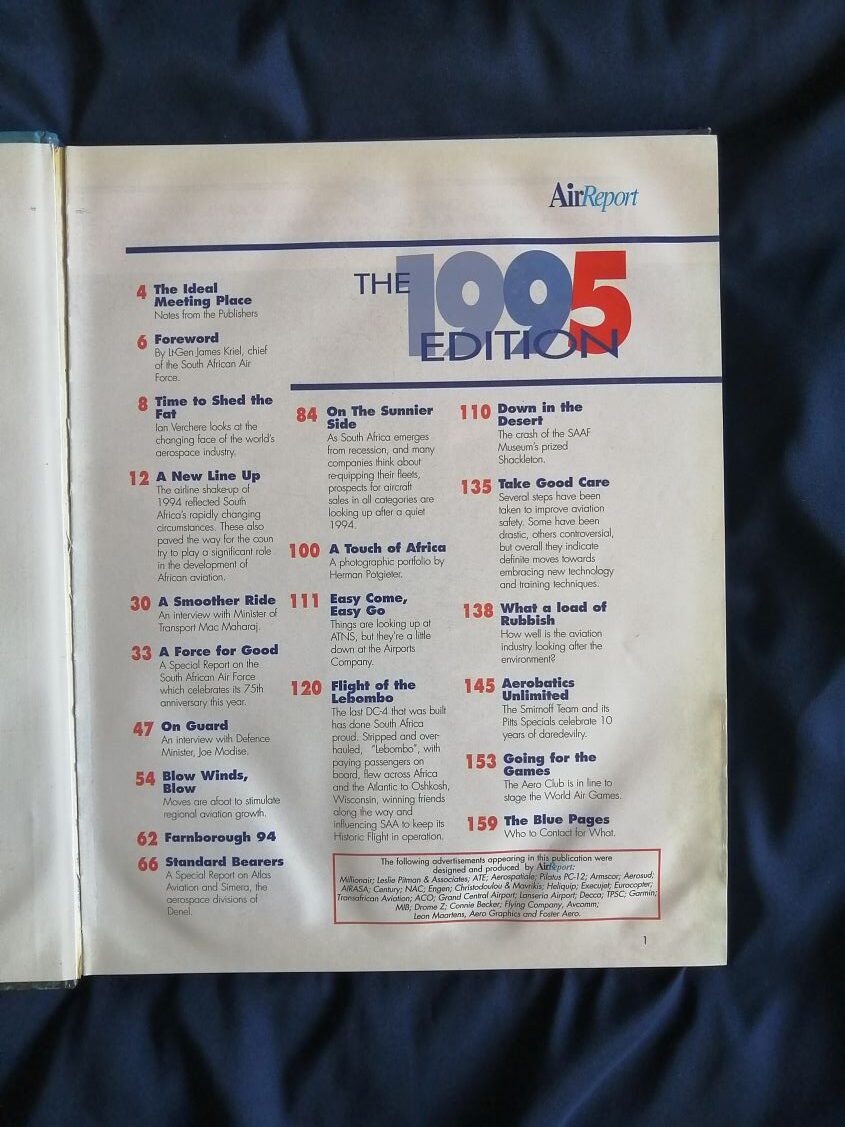 AirReport
THE 1995
EDITION
4 The Ideal
Meeting Place
Notes from the Publishers
6 Foreword
By Lt-Gen James Kriel, chief
of the South African Air
Force.
8 Time to Shed the
Fat
Ian Verchere looks at the
changing face of the world's
aerospace industry.
12 A New Line Up
The airline shake-up of
1994 reflected South
Africa's rapidly changing
circumstances. These also
paved the way for the coun
try to play a significant role
in the development of
African aviation.
30 A Smoother Ride
An interview with Minister of
Transport Mac Maharaj.
33 A Force for Good
A Special Report on the
South African Air Force
which celebrates its 75th
anniversary this year.
47 On Guard
An interview with Defence
Minister, Joe Modise.
54 Blow Winds,
Blow
Moves are afoot to stimulate
regional aviation growth.
62 Farnborough 94
66 Standard Bearers
A Special Report on Atlas
Aviation and Simera, the
aerospace divisions of
Denel.
84 On The Sunnier
Side
As South Africa emerges
from recession, and many
companies think about
re-quipping their fleets,
prospects for aircraft
sales in all categories are
looking up after a quiet
1994.
100 A Touch of Africa
A photographic portfolio by
Herman Potgieter.
111 Easy Come,
Easy Go
Things are looking up at
ATNS, but they're a little
down at the Airports
Company.
120 Flight of the
Lebombo
The last DC-4 that was built
has done South Africa
proud. Stripped and over-
hauled, "Lebombo", with
paying passengers on
board, flew across Africa
and the Atlantic to Oshkosh,
Wisconsin, winning friends
along the way and
influencing SAA to keep its
Historic Flight in operation.
110 Down in the
Desert
The crash of the SAAF
Museum's prized
Shackleton.
135 Take Good Care
Several steps have been
taken to improve aviation
safety. Some have been
drastic, others controversial,
but overall they indicate
definite moves towards
embracing new technology
and training techniques.
138 What a load of
Rubbish
How well is the aviation
industry looking after the
environment?
145 Aerobatics
Unlimited
The Smirnoff Team and its
Pitts Specials celebrate 10
years of daredevilry.
153 Going for the
Games
The Aero Club is in line to
stage the World Air Games.
159 The Blue Pages
Who to Contact for What.
The following advertisements appearing in this publication were
designed and produced by AirReport:
Millionair; Leslie Pitman & Associates; ATE; Aerospatiale; Pilatus PC-12; Armscor; Aerosud;
AIRASA; Century; NAC; Engen; Christodoulou & Mavrikis; Heliquip; Execujet; Eurocopter;
Transafrican Aviation; ACO; Grand Central Airport; Lanseria Airport; Decca; TPSC; Garmin;
MIB; Drome Z; Connie Becker; Flying Company, Avcomm;
Leon Maartens, Aero Graphics and Foster Aero.
1